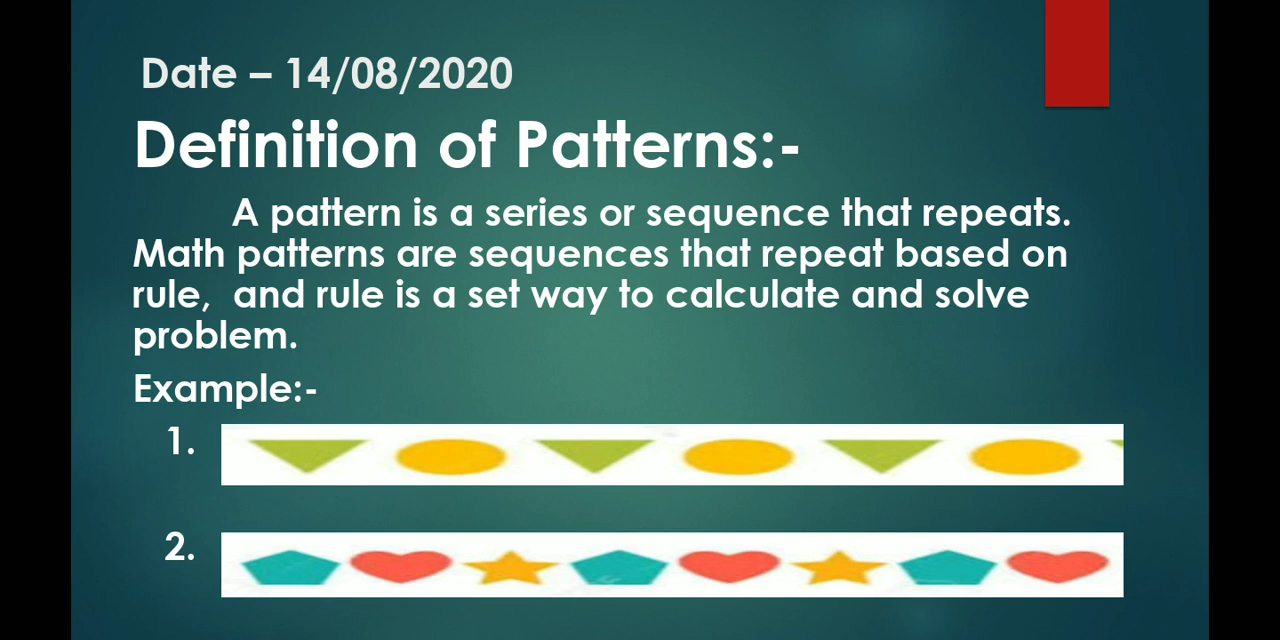 Date – 14/08/2020
Definition of Patterns:-
A pattern is a series or sequence that repeats.
Math patterns are sequences that repeat based on
rule,  and rule is a set way to calculate and solve
problem.
Example:-
1.
2.